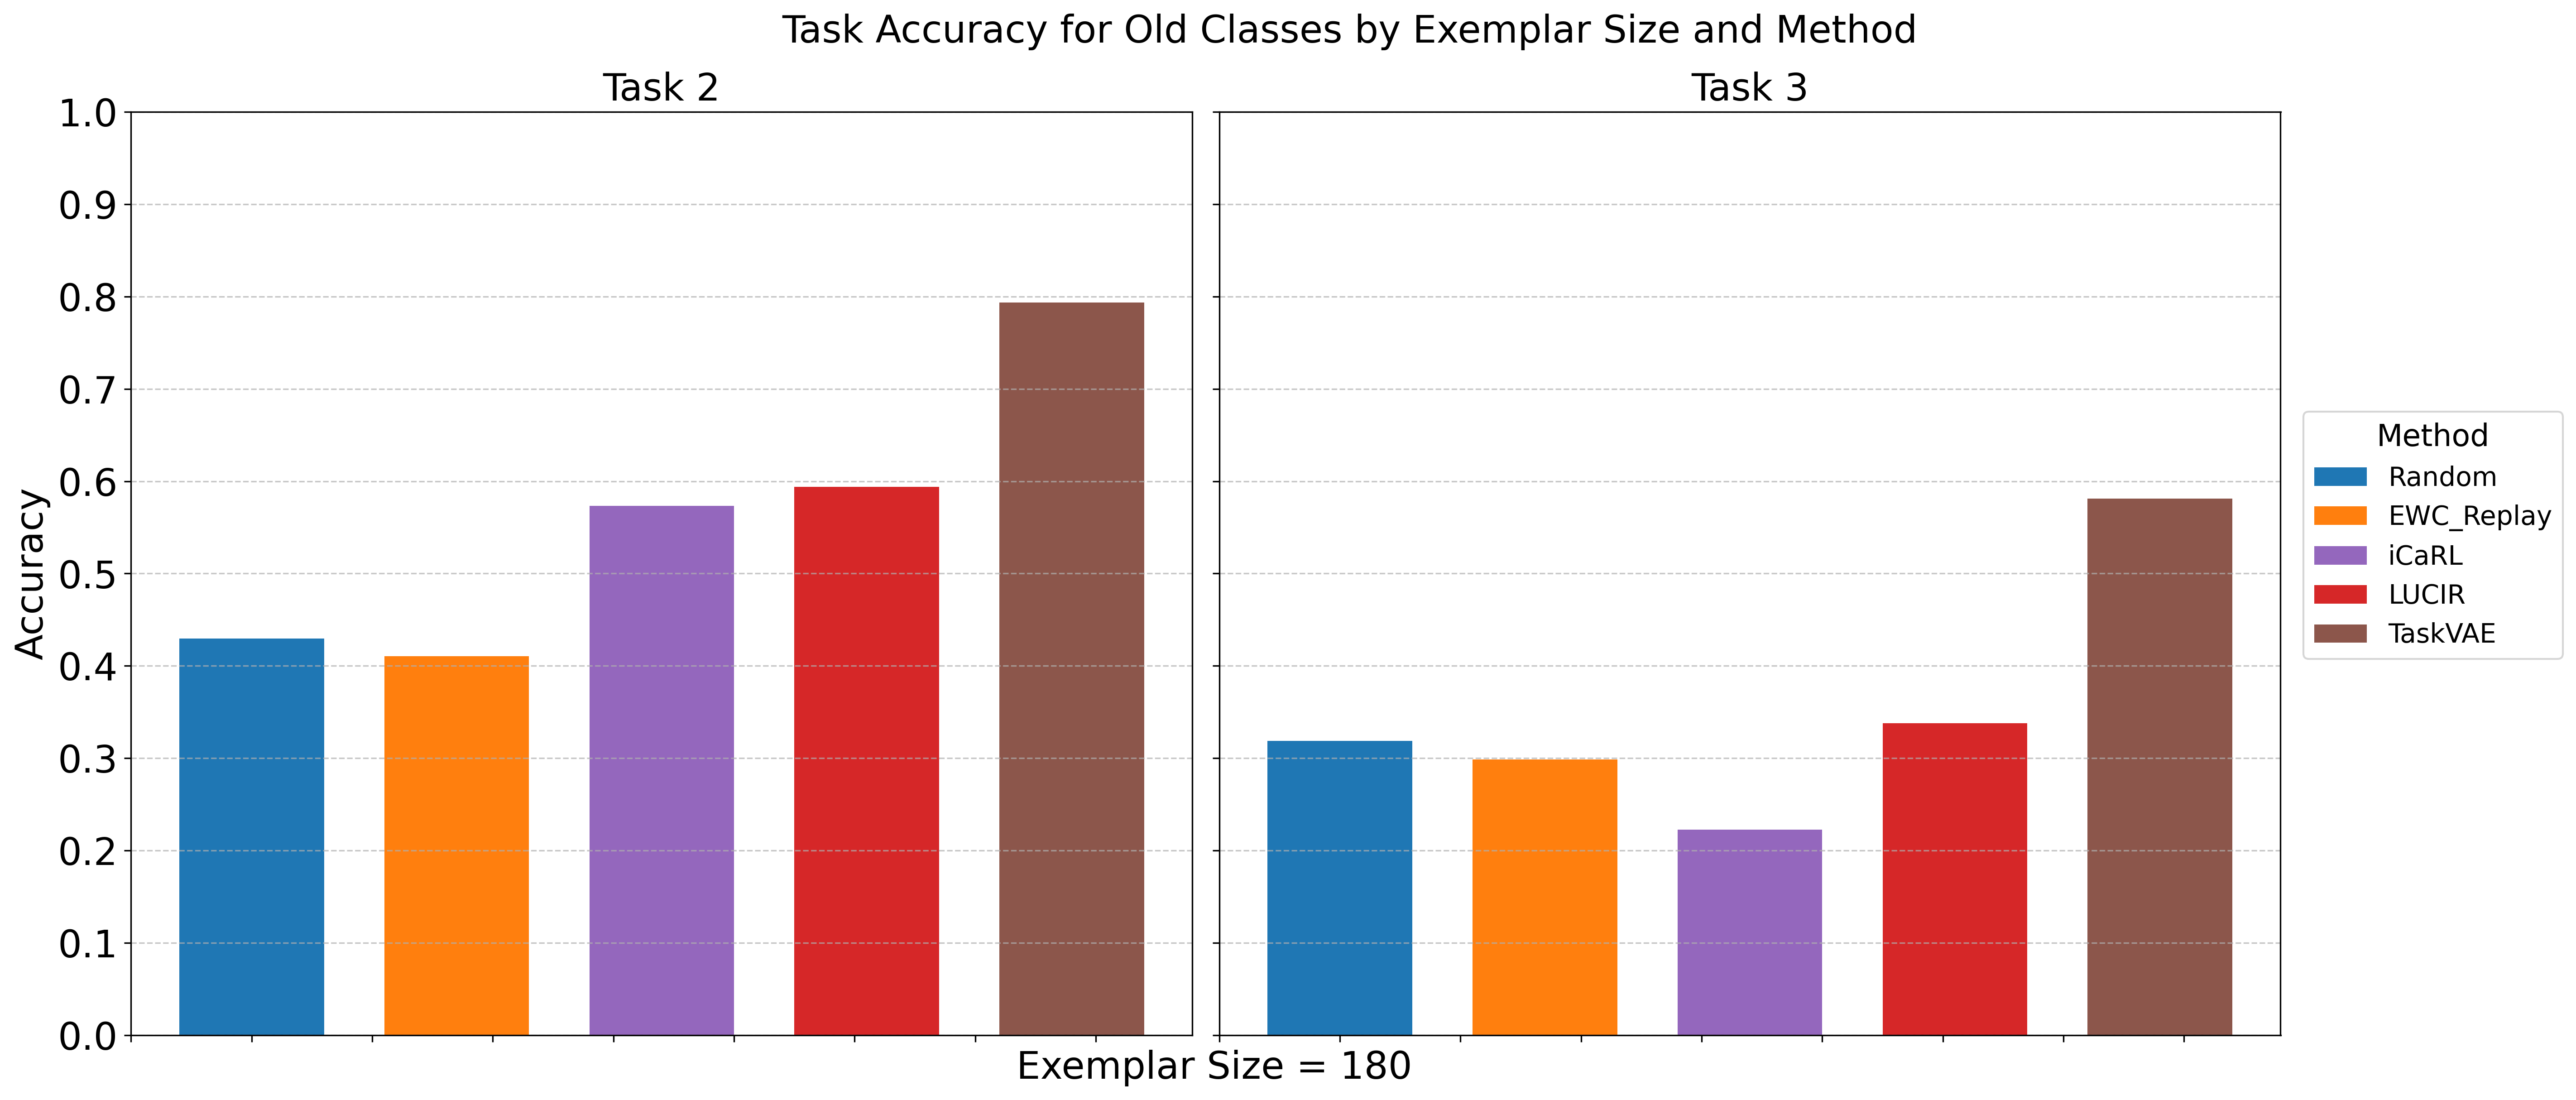 Task Accuracy for Old Classes by Exemplar Size and Method
Task 2
Task 3
1.0
0.9
0.8
0.7
0.6
0.5
0.4
0.3
0.2
0.1
0.0
Accuracy
Exemplar Size = 180
Method
Random
EWC_Replay
iCaRL
LUCIR
TaskVAE